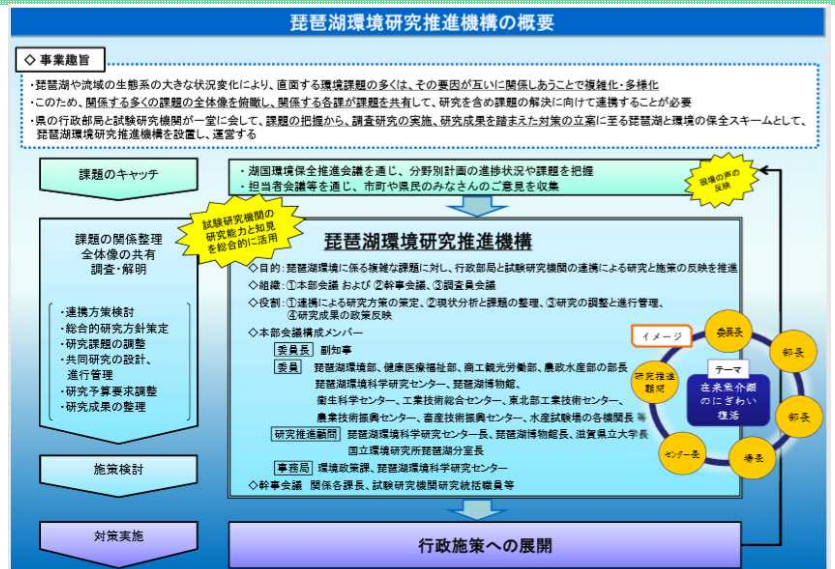 琵琶湖環境研究推進機構の概要
◇ 事業趣旨
・琵琶湖や流域の生態系の大きな状況変化により、直面する環境課題の多くは、その要因が互いに関係しあうことで複雑化・多様化
・このため、関係する多くの課題の全体像を俯瞰し、関係する各課が課題を共有して、研究を含め課題の解決に向けて連携することが必要
・県の行政部局と試験研究機関が一堂に会して、課題の把握から、調査研究の実施、研究成果を踏まえた対策の立案に至る琵琶湖と環境の保全スキームとして、
琵琶湖環境研究推進機構を設置し、運営する
課題のキャッチ
・湖国環境保全推進会議を通じ、分野別計画の進捗状況や課題を把握
・担当者会議等を通じ、市町や県民のみなさんのご意見を収集
現場の声の
反映
課題の関係整理
全体像の共有
調査・解明
・連携方策検討
・総合的研究方針策定
・研究課題の調整
・共同研究の設計、
進行管理
・研究予算要求調整
・研究成果の整理
試験研究機関の
研究能力と知見
を総合的に活用
琵琶湖環境研究推進機構
◇目的:琵琶湖環境に係る複雑な課題に対し、行政部局と試験研究機関の連携による研究と施策の反映を推進
◇組織:①本部会議 および ②幹事会議、③調査員会議
◇役割:①連携による研究方策の策定、②現状分析と課題の整理、③研究の調整と進行管理、
④研究成果の政策反映
◇本部会議構成メンバー
委員長 副知事
委員 琵琶湖環境部、健康医療福祉部、商工観光労働部、農政水産部の部長
琵琶湖環境科学研究センター、琵琶湖博物館、
衛生科学センター、工業技術総合センター、東北部工業技術センター、
農業技術振興センター、畜産技術振興センター、水産試験場の各機関長 等
研究推進顧問 琵琶湖環境科学研究センター長、琵琶湖博物館長、滋賀県立大学長
国立環境研究所琵琶湖分室長
事務局 環境政策課、琵琶湖環境科学研究センター
◇幹事会議 関係各課長、試験研究機関研究統括職員等
イメージ
委員長
部長
部長
場長
センター長
研究推進
顧問
テーマ
在来魚介類
のにぎわい
復活
施策検討
対策実施
行政施策への展開